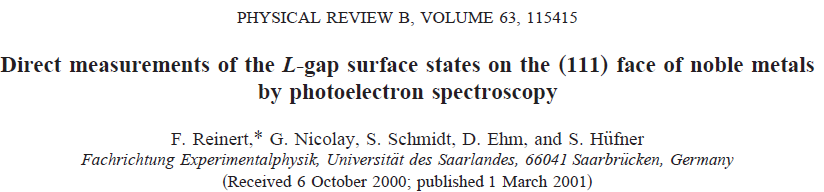 PHYSICAL REVIEW B, VOLUME 63, 115415
Direct measurements of the L-gap surface states on the (111) face of noble metals
by photoelectron spectroscopy
F. Reinert,* G. Nicolay, S. Schmidt, D. Ehm, and S. Hüfner
Fachrichtung Experimentalphysik, Universität des Saarlandes, 66041 Saarbrücken, Germany
(Received 6 October 2000; published 1 March 2001)